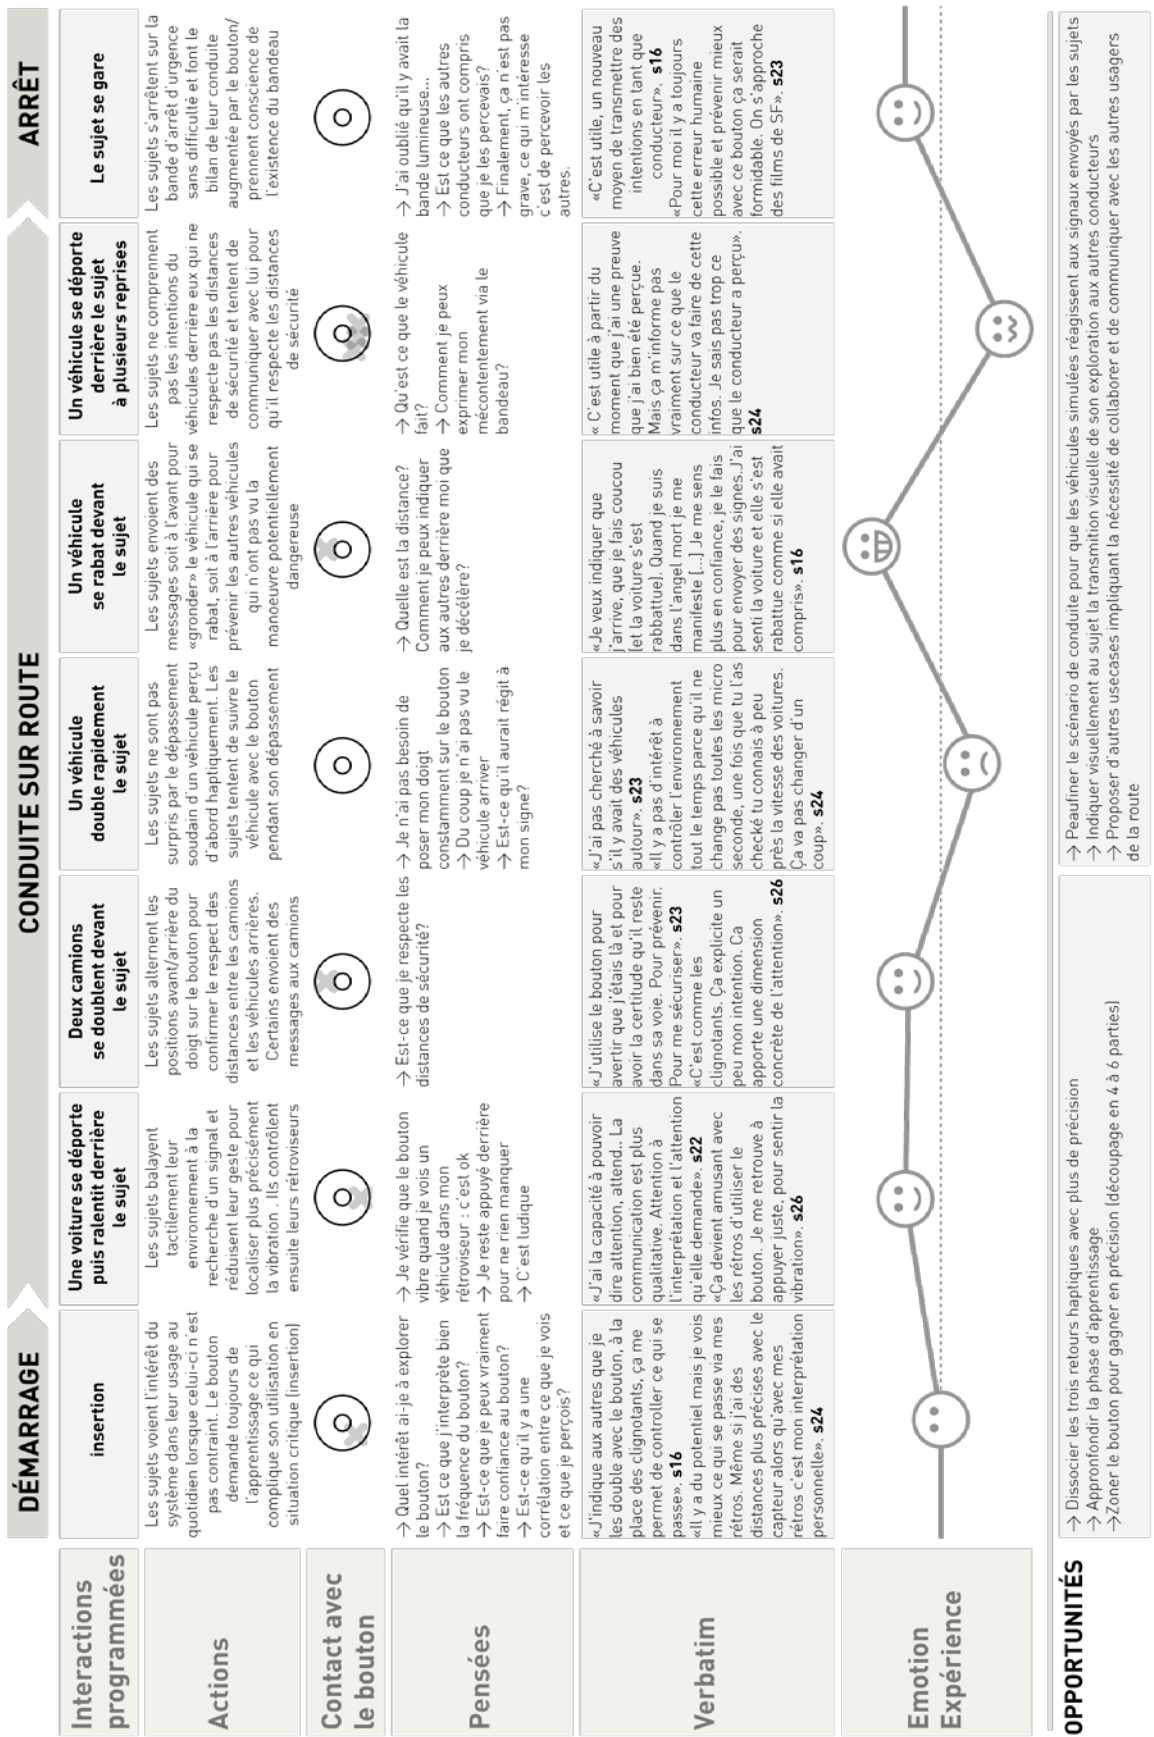 DÉMARRAGE
CONDUITE SUR ROUTE
ARRÊT
Interactions
programmées
insertion
Une voiture se déporte
puis ralentit derrière
le sujet
Deux camions
se doublent devant
le sujet
Un véhicule
double rapidement
le sujet
Un véhicule
se rabat devant
le sujet
Un véhicule se déporte
derrière le sujet
à plusieurs reprises
Le sujet se gare
Actions
Les sujets voient l'intérêt du
système dans leur usage au
quotidien lorsque celui-ci n'est
pas contraint. Le bouton
demande toujours de
l'apprentissage ce qui
complique son utilisation en
situation critique (insertion)
Les sujets balayent
tactilement leur
environnement à la
recherche d'un signal et
réduisent leur geste pour
localiser plus précisément
la vibration . Ils contrôlent
ensuite leurs rétroviseurs
Les sujets alternent les
positions avant/arrière du
doigt sur le bouton pour
confirmer le respect des
distances entre les camions
et les véhicules arrières.
Certains envoient des
messages aux camions
Les sujets ne sont pas
surpris par le dépassement
soudain d'un véhicule perçu
d'abord haptiquement. Les
sujets tentent de suivre le
véhicule avec le bouton
pendant son dépassement
Les sujets envoient des
messages soit à l'avant pour
«gronder» le véhicule qui se
rabat, soit à l'arrière pour
prévenir les autres véhicules
qui n'ont pas vu la
manoeuvre potentiellement
dangereuse
Les sujets ne comprennent
pas les intentions du
véhicules derrière eux qui ne
respecte pas les distances
de sécurité et tentent de
communiquer avec lui pour
qu'il respecte les distances
de sécurité
Les sujets s'arrêtent sur la
bande d'arrêt d'urgence
sans difficulté et font le
bilan de leur conduite
augmentée par le bouton/
prennent conscience de
l'existence du bandeau
Contact avec
le bouton
Pensées
→ Quel intérêt ai-je à explorer
le bouton?
→ Est ce que j'interprète bien
la fréquence du bouton?
→ Est-ce que je peux vraiment
faire confiance au bouton?
→ Est-ce qu'il y a une
corrélation entre ce que je vois
et ce que je perçois?
→ Je vérifie que le bouton
vibre quand je vois un
véhicule dans mon
rétroviseur : c'est ok
→ Je reste appuyé derrière
pour ne rien manquer
→ C'est ludique
→ Est-ce que je respecte les
distances de sécurité?
→ Je n'ai pas besoin de
poser mon doigt
constamment sur le bouton
→ Du coup je n'ai pas vu le
véhicule arriver
→ Est-ce qu'il aurait régit à
mon signe?
→ Quelle est la distance?
Comment je peux indiquer
aux autres derrière moi que
je décélère?
→ Qu'est ce que le véhicule
fait?
→ Comment je peux
exprimer mon
mécontentement via le
bandeau?
→ J'ai oublié qu'il y avait la
bande lumineuse...
→ Est ce que les autres
conducteurs ont compris
que je les percevais?
→ Finalement, ça n'est pas
grave, ce qui m'intéresse
c'est de percevoir les
autres.
Verbatim
«J'indique aux autres que je
les double avec le bouton, à la
place des clignotants, ça me
permet de controller ce qui se
passe». s16
«Il y a du potentiel mais je vois
mieux ce qui se passe via mes
rétros. Même si j'ai des
distances plus précises avec le
capteur alors qu'avec mes
rétros c'est mon interprétation
personnelle». s24
«J'ai la capacité à pouvoir
dire attention, attend.. La
communication est plus
qualitative. Attention à
l'interprétation et l'attention
qu'elle demande». s22
«Ça devient amusant avec
les rétros d'utiliser le
bouton. Je me retrouve à
appuyer juste, pour sentir la
vibration». s26
«J'utilise le bouton pour
avertir que j'étais là et pour
avoir la certitude qu'il reste
dans sa voie. Pour prévenir.
Pour me sécuriser». s23
«C'est comme les
clignotants. Ça explicite un
peu mon intention. Ca
apporte une dimension
concrète de l'attention». s26
«J'ai pas cherché à savoir
s'il y avait des véhicules
autour». s23
«Il y a pas d'intérêt à
contrôler l'environnement
tout le temps parce qu'il ne
change pas toutes les micro
seconde, une fois que tu l'as
checké tu connais à peu
près la vitesse des voitures.
Ça va pas changer d'un
coup». s24
«Je veux indiquer que
j'arrive, que je fais coucou
(et la voiture s'est
rabbattue). Quand je suis
dans l'angel mort je me
manifeste [...] Je me sens
plus en confiance, je le fais
pour envoyer des signes.J'ai
senti la voiture et elle s'est
rabattue comme si elle avait
compris». s16
« C'est utile à partir du
moment que j'ai une preuve
que j'ai bien été perçue.
Mais ça m'informe pas
vraiment sur ce que le
conducteur va faire de cette
infos. Je sais pas trop ce
que le conducteur a perçu».
s24
«C'est utile, un nouveau
moyen de transmettre des
intentions en tant que
conducteur». s16
«Pour moi il y a toujours
cette erreur humaine
possible et prévenir mieux
avec ce bouton ça serait
formidable. On s'approche
des films de SF». s23
Emotion
Expérience
OPPORTUNITÉS
→ Dissocier les trois retours haptiques avec plus de précision
→ Appronfondir la phase d'apprentissage
→Zoner le bouton pour gagner en précision (découpage en 4 à 6 parties)
→ Peaufiner le scénario de conduite pour que les véhicules simulées réagissent aux signaux envoyés par les sujets
→ Indiquer visuellement au sujet la transmition visuelle de son exploration aux autres conducteurs
→ Proposer d'autres usecases impliquant la nécessité de collaborer et de communiquer avec les autres usagers
de la route